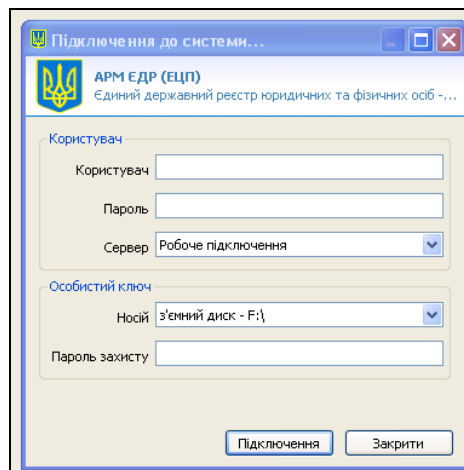 Підключення до системи...
АРМ ЄДР (ЕЦП)
Єдиний державний реєстр юридичних та фізичних осіб -...
Користувач
Користувач
Пароль
Сервер Робоче підключення
Особистий ключ
Носій з'ємний диск - F:\
Пароль захисту
Підключення Закрити